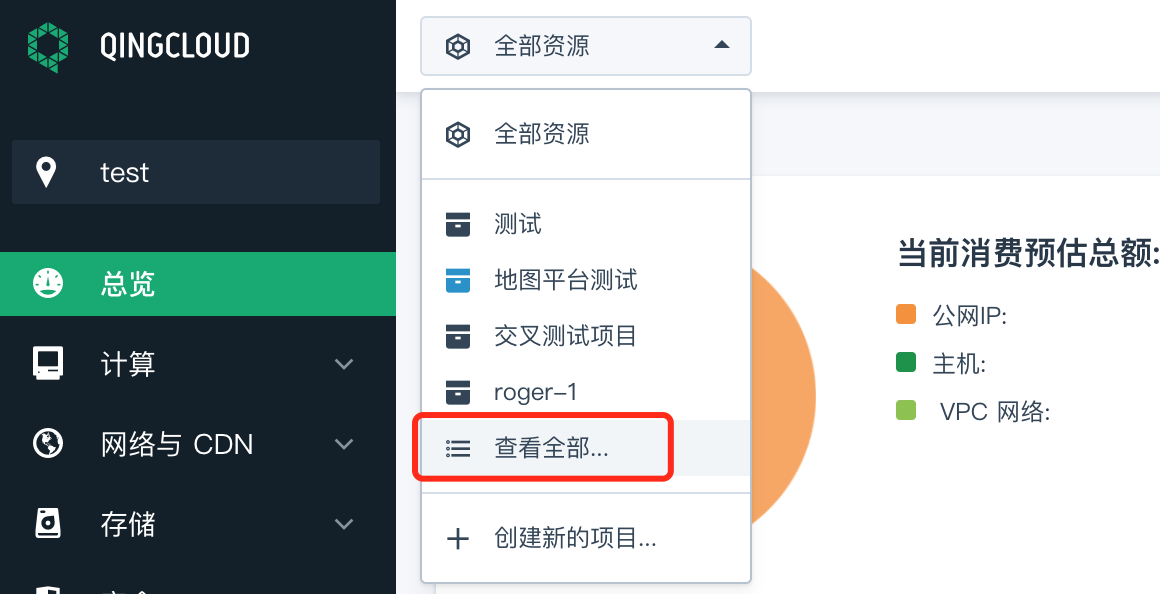 QINGCLOUD
test
总览
计算
网络与 CDN
存储
全部资源
全部资源
测试
地图平台测试
交叉测试项目
roger-1
查看全部...
创建新的项目...
当前消费预估总额:
公网IP:
主机:
VPC 网络: